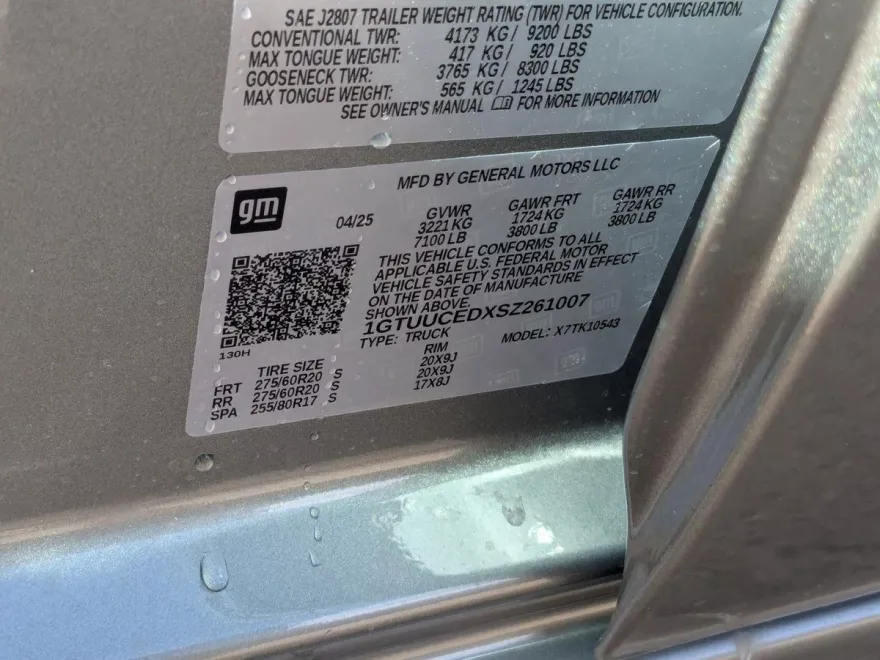 SAE J2807 TRAILER WEIGHT RATING (TWR) FOR VEHICLE CONFIGURATION.
CONVENTIONAL TWR: 4173 KG / 9200 LBS
MAX TONGUE WEIGHT: 417 KG / 920 LBS
GOOSENECK TWR: 3765 KG / 8300 LBS
MAX TONGUE WEIGHT: 565 KG / 1245 LBS
SEE OWNER'S MANUAL FOR MORE INFORMATION
MFD BY GENERAL MOTORS LLC
gm
04/25
GVWR GAWR FRT GAWR RR
3221 KG 1724 KG 1724 KG
7100 LB 3800 LB 3800 LB
THIS VEHICLE CONFORMS TO ALL
APPLICABLE U.S. FEDERAL MOTOR
VEHICLE SAFETY STANDARDS IN EFFECT
ON THE DATE OF MANUFACTURE
SHOWN ABOVE.
1GTUUCEDXSZ261007
TYPE: TRUCK MODEL: X7TK10543
130H
TIRE SIZE RIM
FRT 275/60R20 S 20X9J
RR 275/60R20 S 20X9J
SPA 255/80R17 S 17X8J